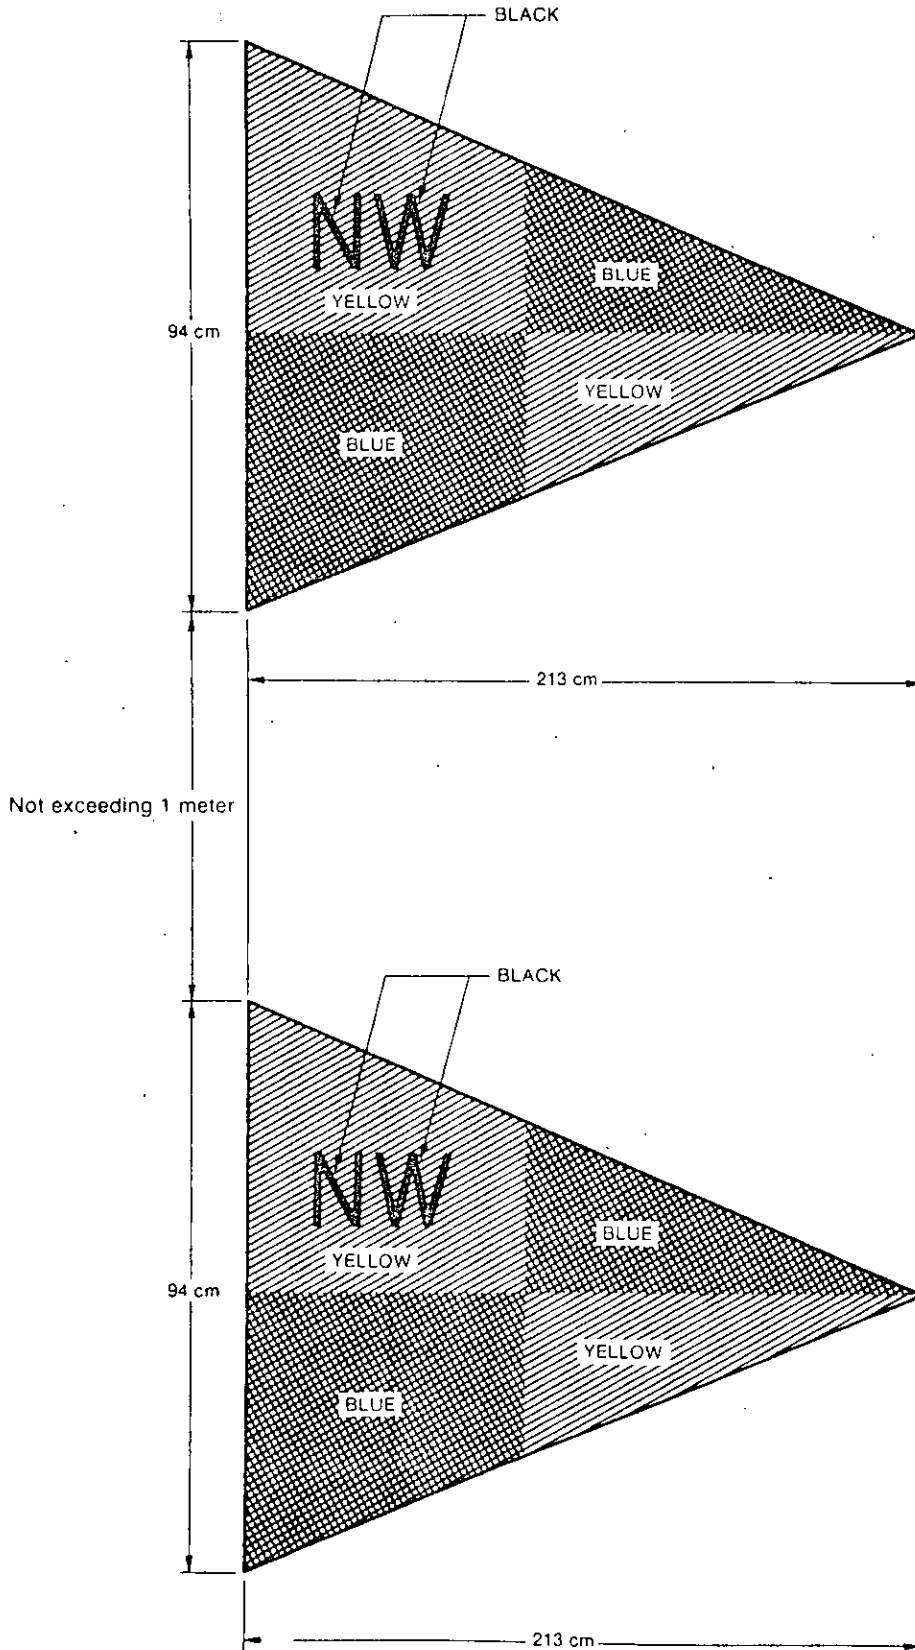 BLACK
NW
BLUE
YELLOW
94 cm
YELLOW
BLUE
213 cm
Not exceeding 1 meter
BLACK
NW
BLUE
YELLOW
94 cm
YELLOW
BLUE
213 cm